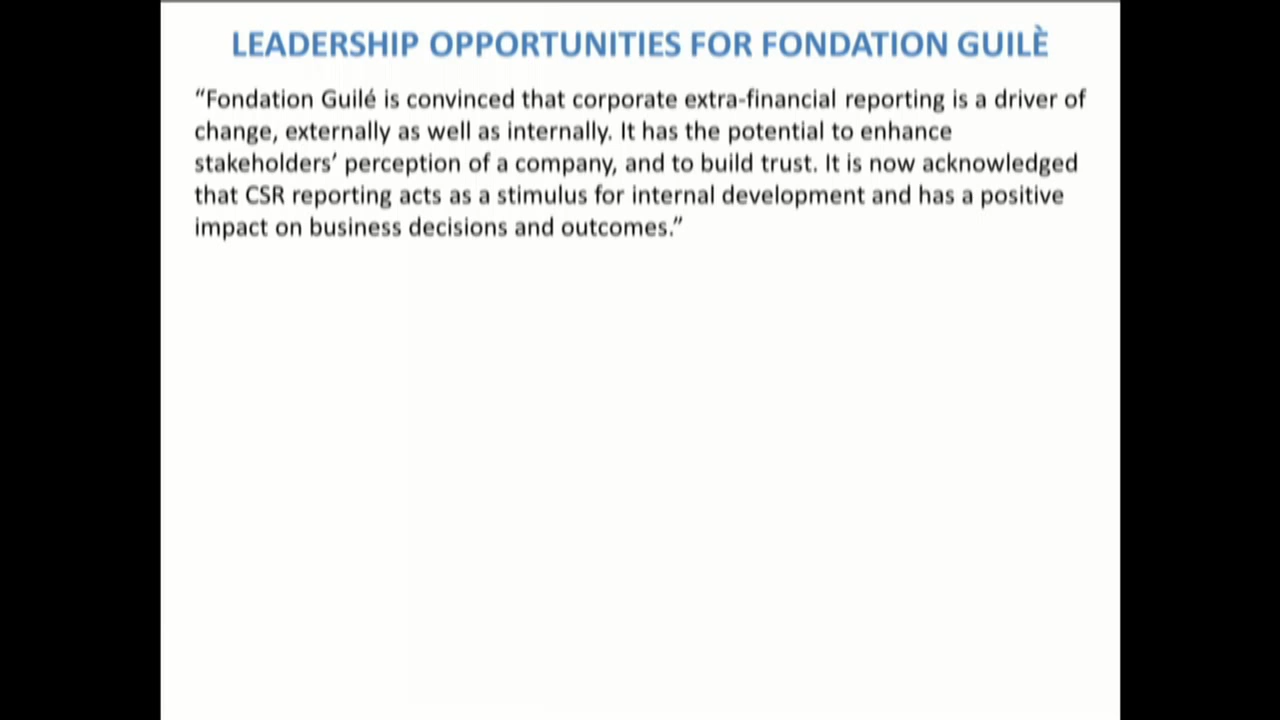 LEADERSHIP OPPORTUNITIES FOR FONDATION GUILÈ
“Fondation Guilé is convinced that corporate extra-financial reporting is a driver of
change, externally as well as internally. It has the potential to enhance
stakeholders’ perception of a company, and to build trust. It is now acknowledged
that CSR reporting acts as a stimulus for internal development and has a positive
impact on business decisions and outcomes.”